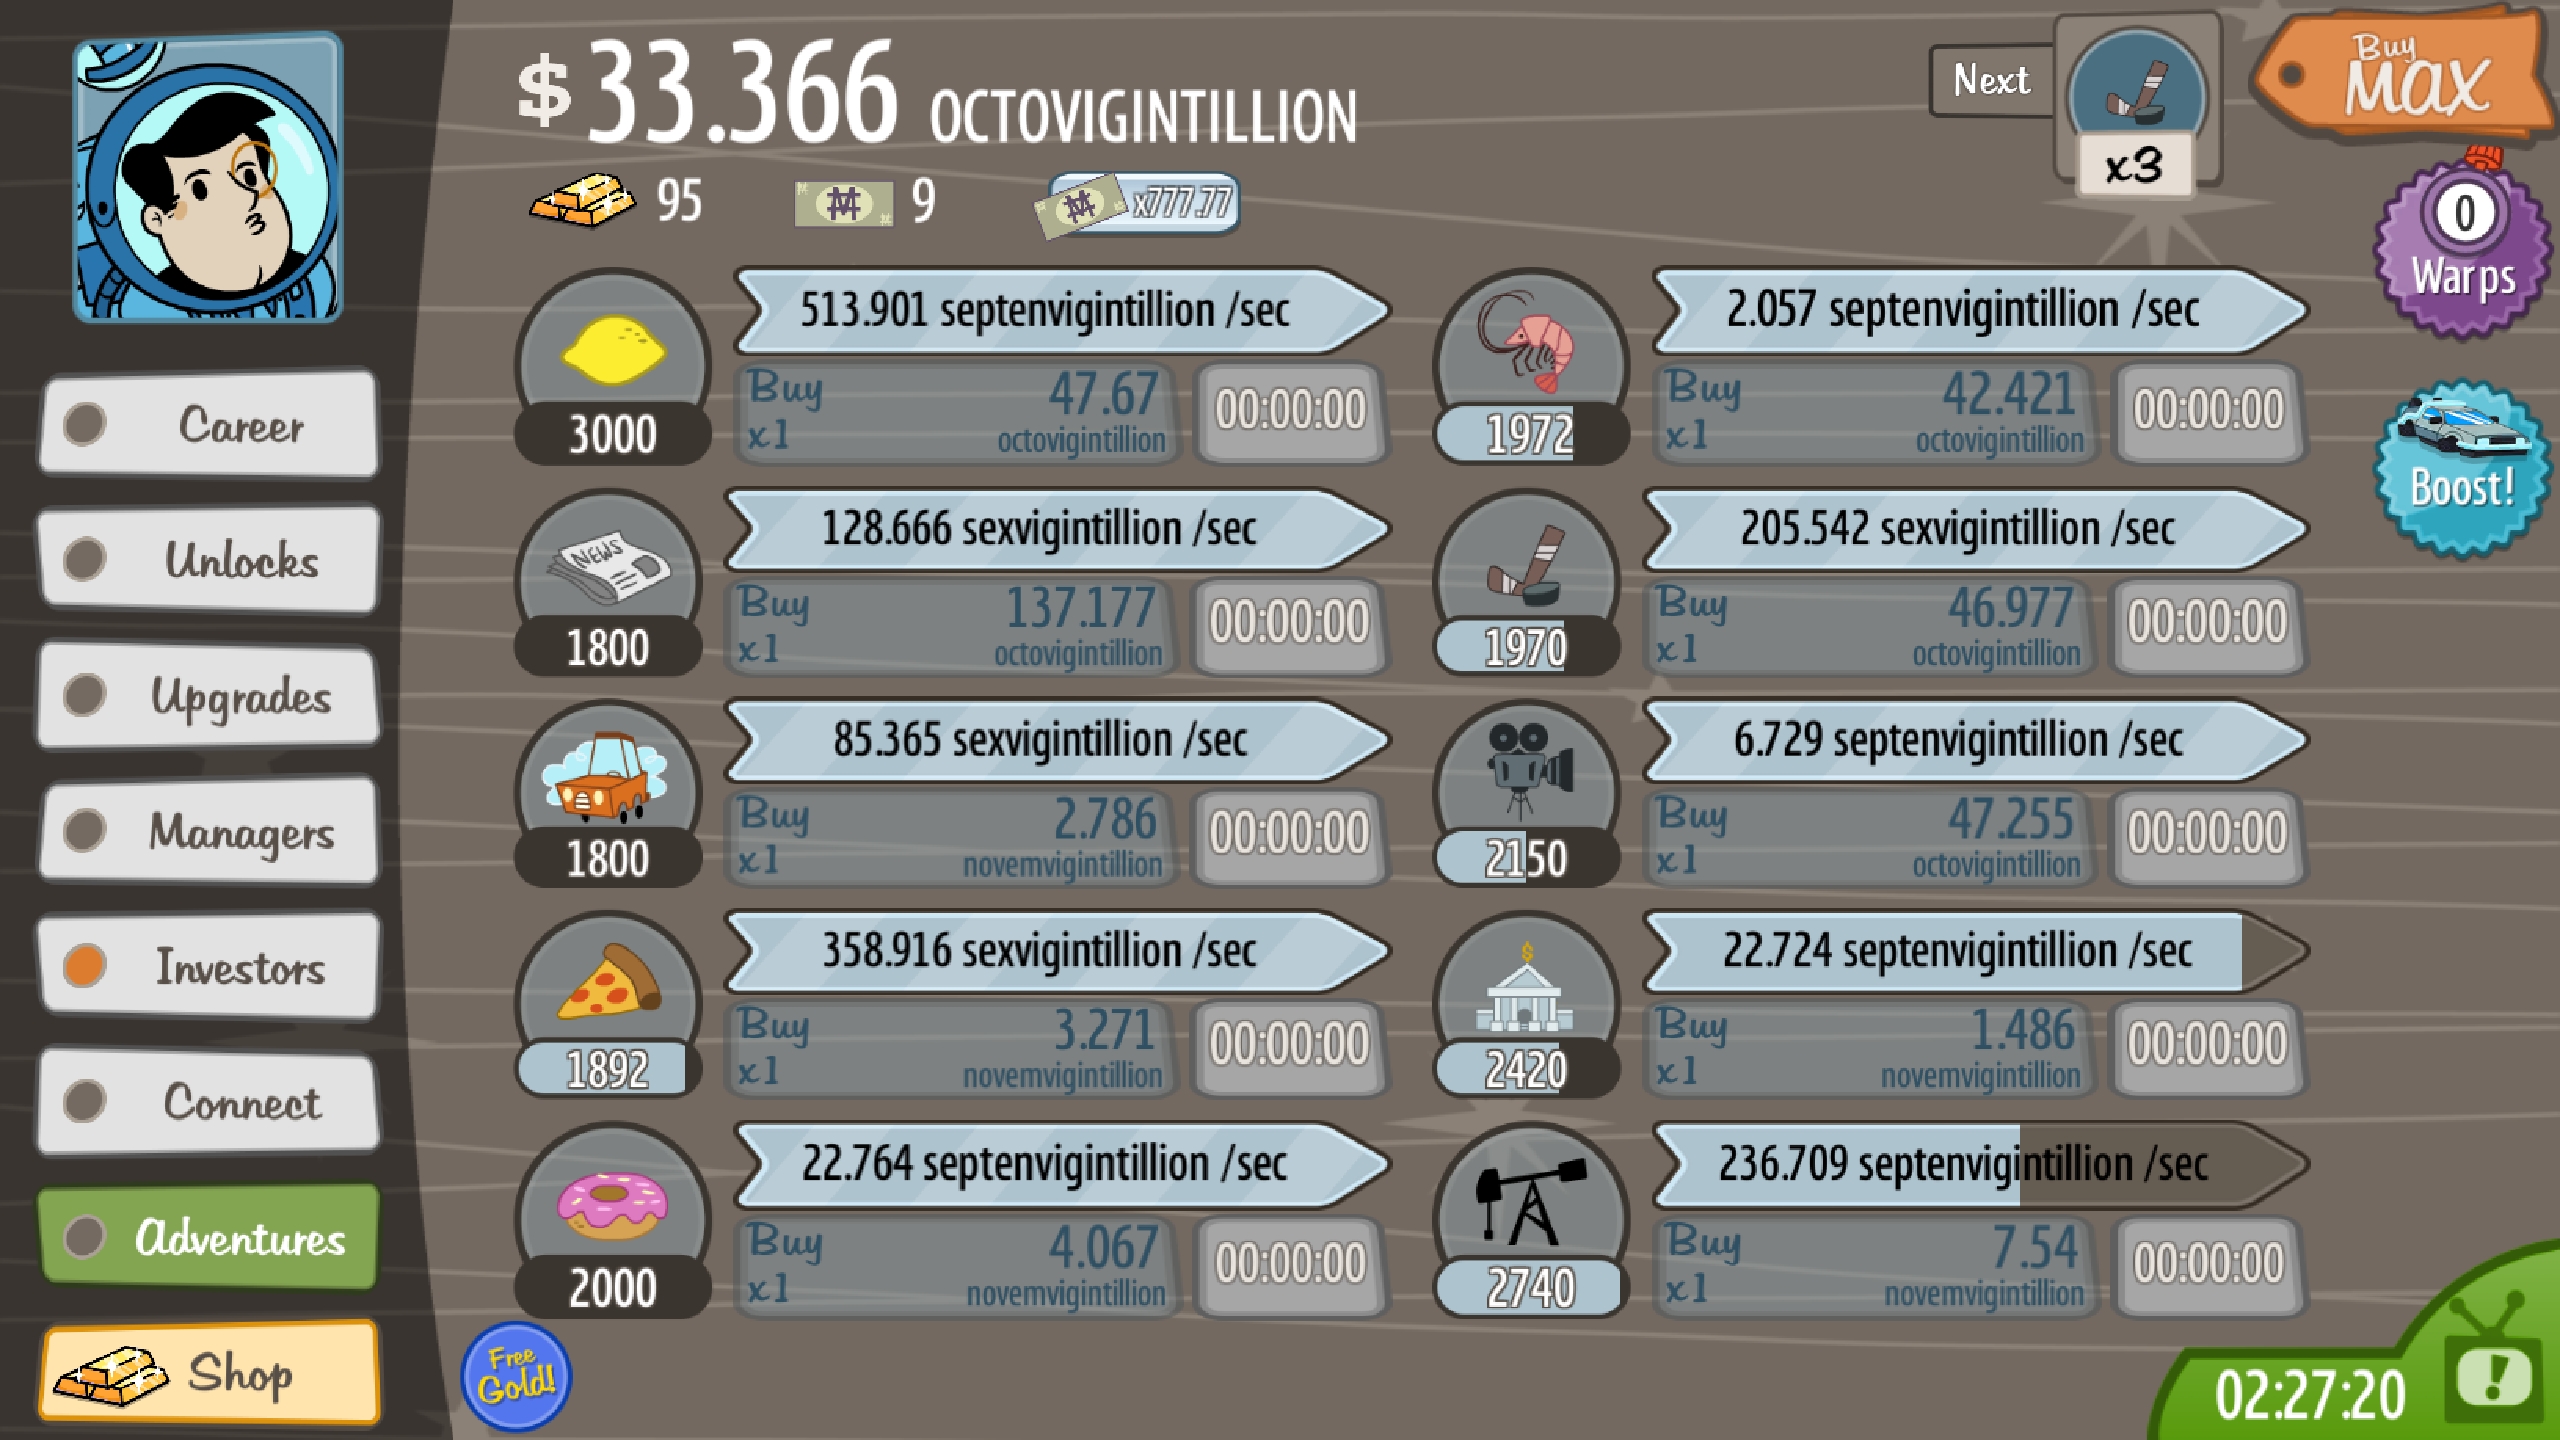 $33.366 OCTOVIGINTILLION
Next
x3
Buy
MAX
95
9
x777.77
0
Warps
Boost!
Career
Unlocks
Upgrades
Managers
Investors
Connect
Adventures
Shop
513.901 septenvigintillion /sec
Buy
x1
47.67
octovigintillion
00:00:00
3000
NEWS
128.666 sexvigintillion /sec
Buy
x1
137.177
octovigintillion
00:00:00
1800
85.365 sexvigintillion /sec
Buy
x1
2.786
novemvigintillion
00:00:00
1800
358.916 sexvigintillion /sec
Buy
x1
3.271
novemvigintillion
00:00:00
1892
22.764 septenvigintillion /sec
Buy
x1
4.067
novemvigintillion
00:00:00
2000
2.057 septenvigintillion /sec
Buy
x1
42.421
octovigintillion
00:00:00
1972
205.542 sexvigintillion /sec
Buy
x1
46.977
octovigintillion
00:00:00
1970
6.729 septenvigintillion /sec
Buy
x1
47.255
octovigintillion
00:00:00
2150
$
22.724 septenvigintillion /sec
Buy
x1
1.486
novemvigintillion
00:00:00
2420
236.709 septenvigintillion /sec
Buy
x1
7.54
novemvigintillion
00:00:00
2740
Free
Gold!
02:27:20
!